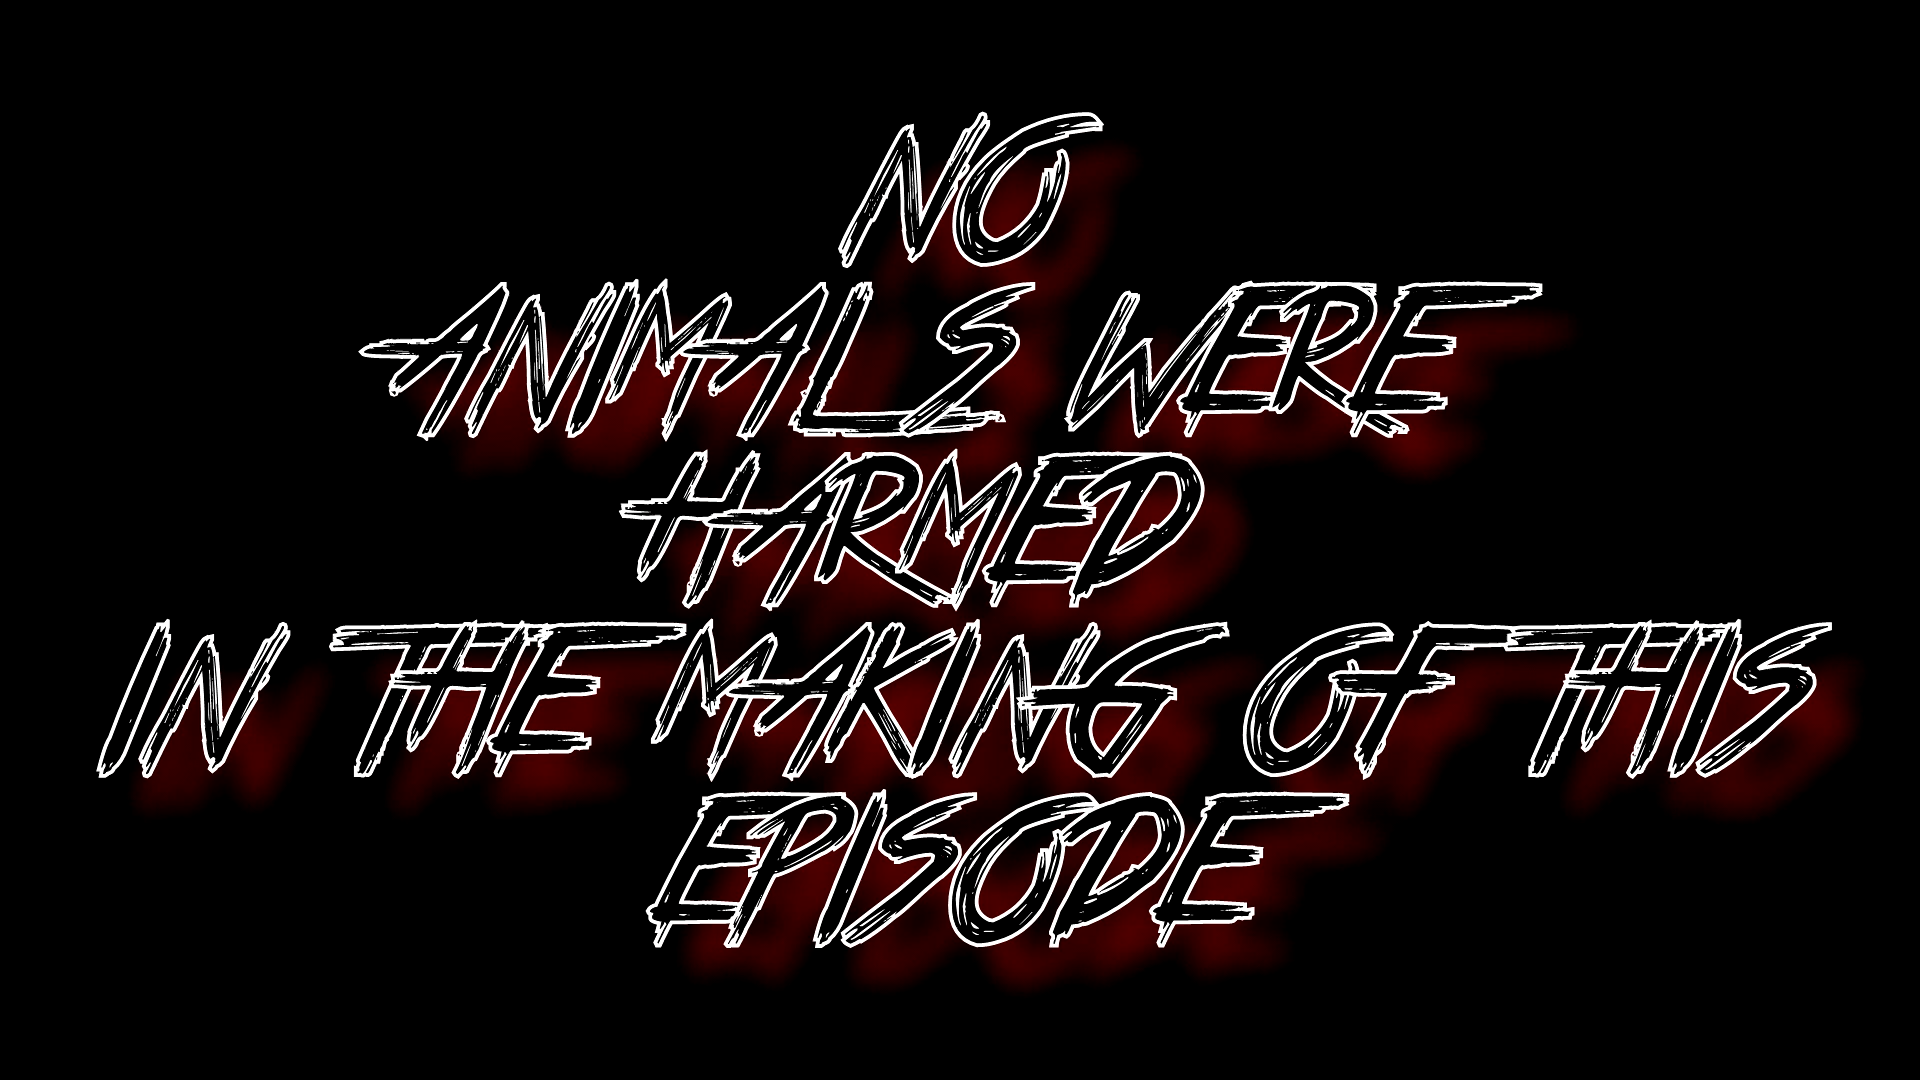 NO
ANIMALS WERE
HARMED
IN THE MAKING OF THIS
EPISODE